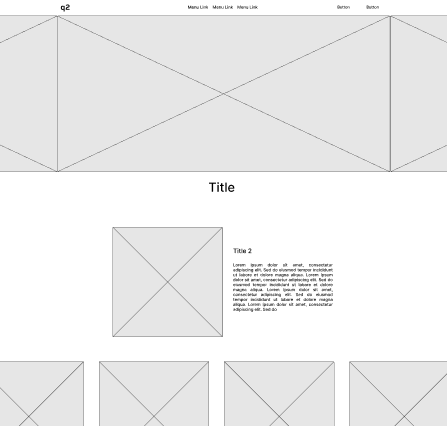 q2
Menu Link Menu Link Menu Link
Button Button
Title
Title 2
Lorem ipsum dolor sit amet, consectetur
adipiscing elit. Sed do eiusmod tempor incididunt
ut labore et dolore magna aliqua. Lorem ipsum
dolor sit amet, consectetur adipiscing elit. Sed do
eiusmod tempor incididunt ut labore et dolore
magna aliqua. Lorem ipsum dolor sit amet,
consectetur adipiscing elit. Sed do eiusmod
tempor incididunt ut labore et dolore magna
aliqua. Lorem ipsum dolor sit amet, consectetur
adipiscing elit. Sed do